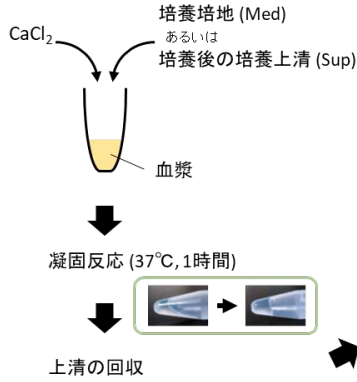 CaCl₂
培養培地 (Med)
あるいは
培養後の培養上清 (Sup)
血漿
凝固反応 (37℃, 1時間)
上清の回収